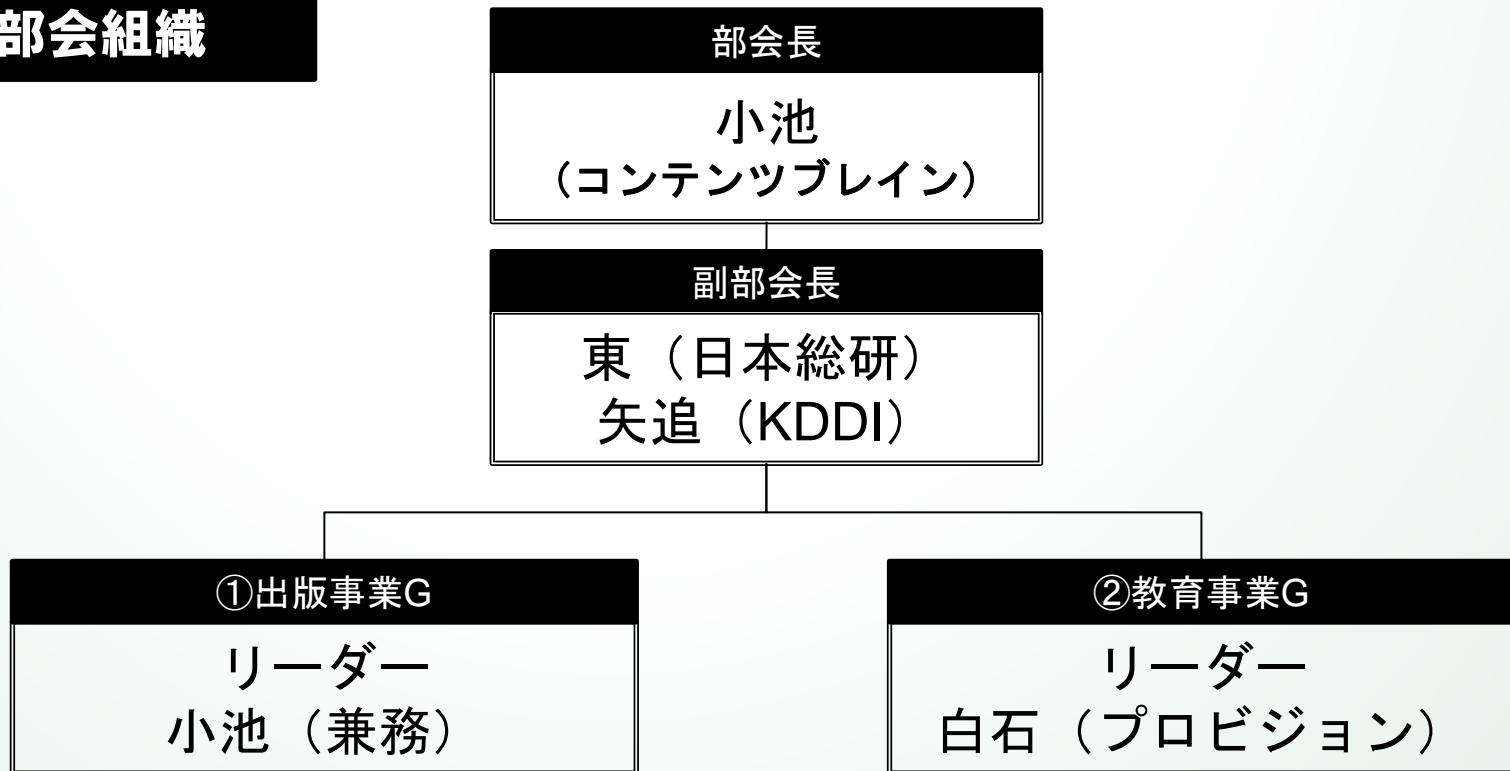 部会組織
部会長
小池
（コンテンツブレイン）
副部会長
東（日本総研）
矢追（KDDI）
①出版事業G
リーダー
小池（兼務）
②教育事業G
リーダー
白石（プロビジョン）